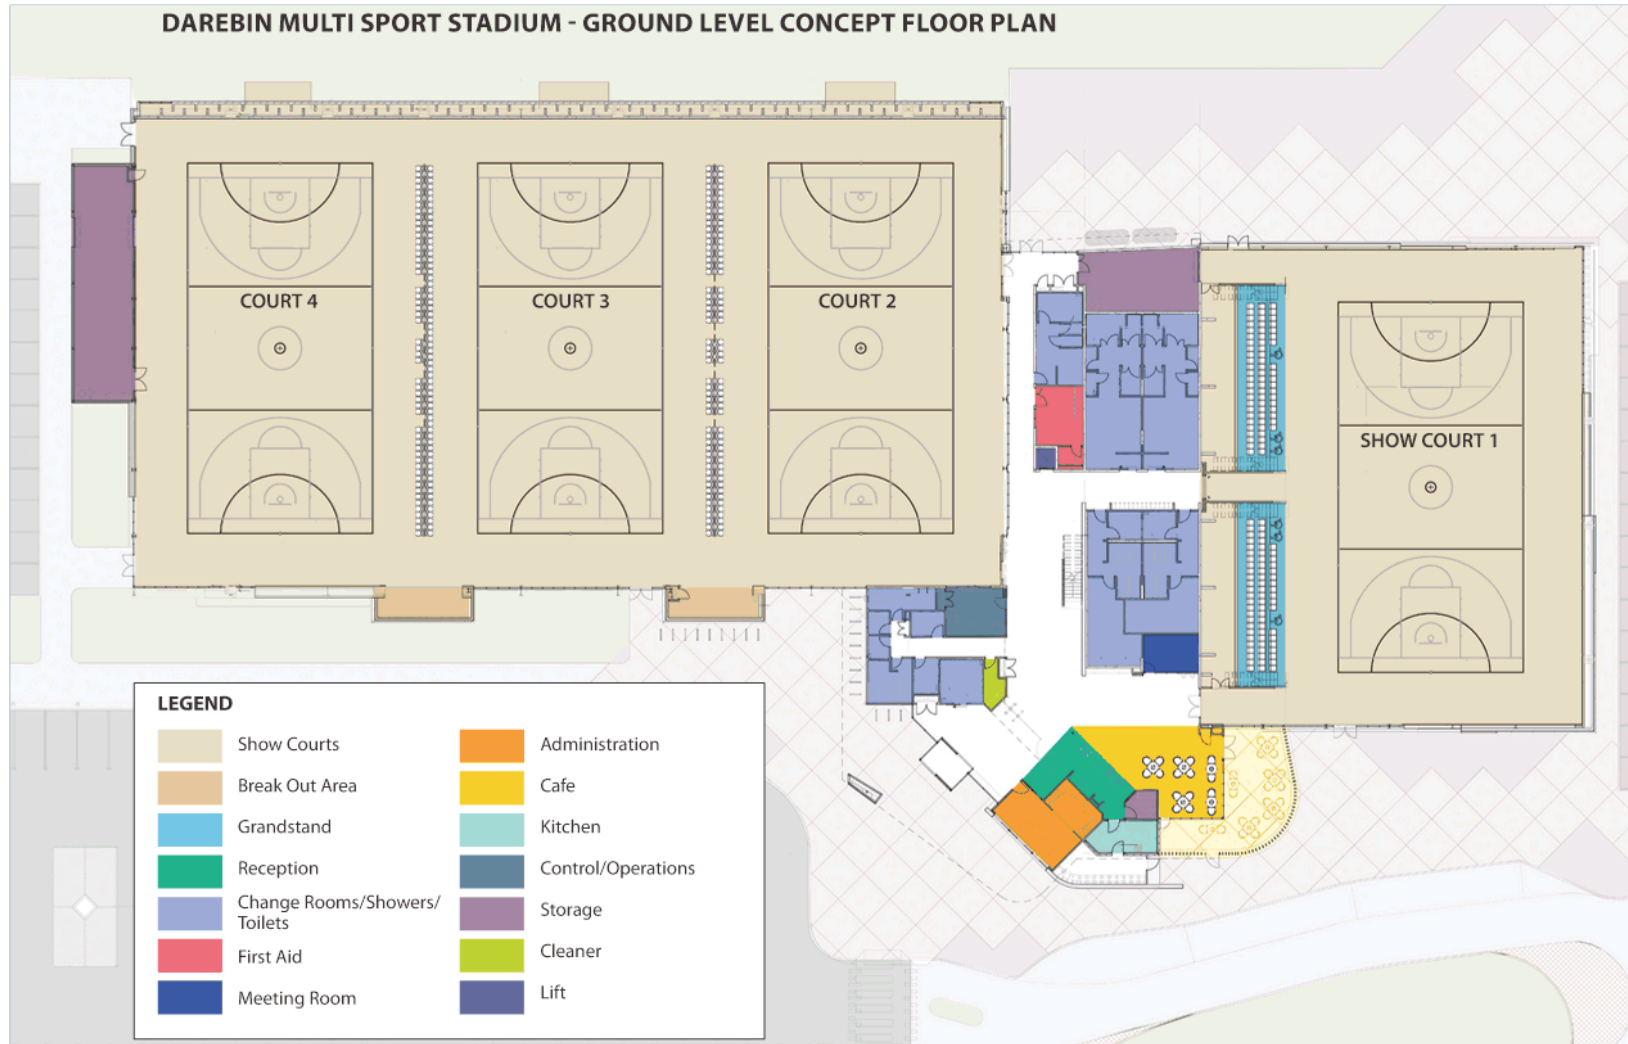 DAREBIN MULTI SPORT STADIUM - GROUND LEVEL CONCEPT FLOOR PLAN
COURT 4
COURT 3
COURT 2
SHOW COURT 1
LEGEND
Show Courts
Break Out Area
Grandstand
Reception
Change Rooms/Showers/
Toilets
First Aid
Meeting Room
Administration
Cafe
Kitchen
Control/Operations
Storage
Cleaner
Lift